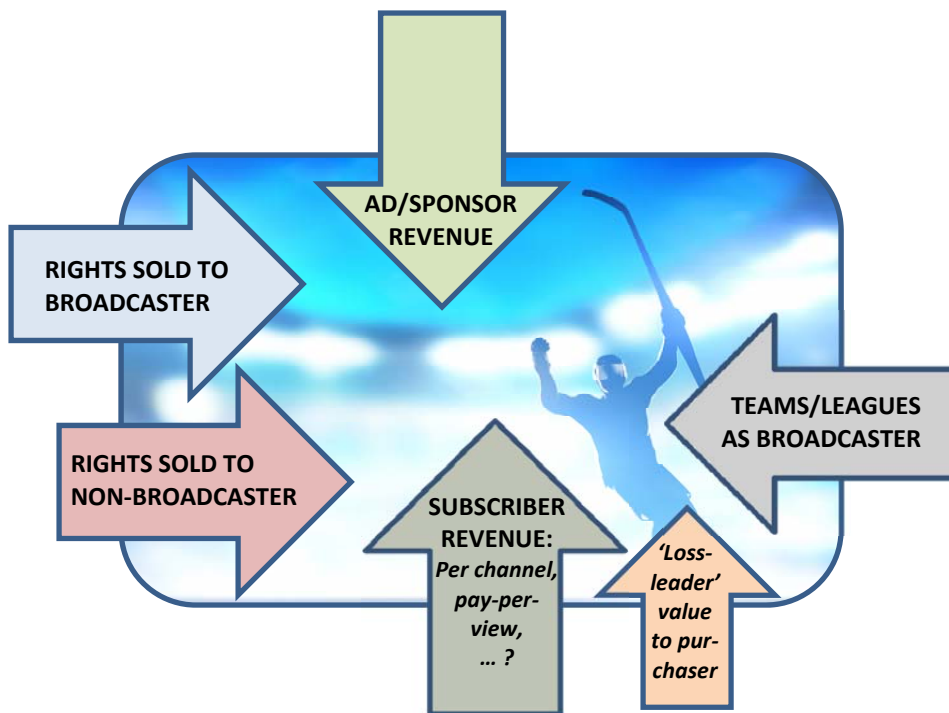 AD/SPONSOR
REVENUE
RIGHTS SOLD TO
BROADCASTER
TEAMS/LEAGUES
AS BROADCASTER
RIGHTS SOLD TO
NON-BROADCASTER
SUBSCRIBER
REVENUE:
Per channel,
pay-per-
view,
… ?
‘Loss-
leader’
value
to pur-
chaser